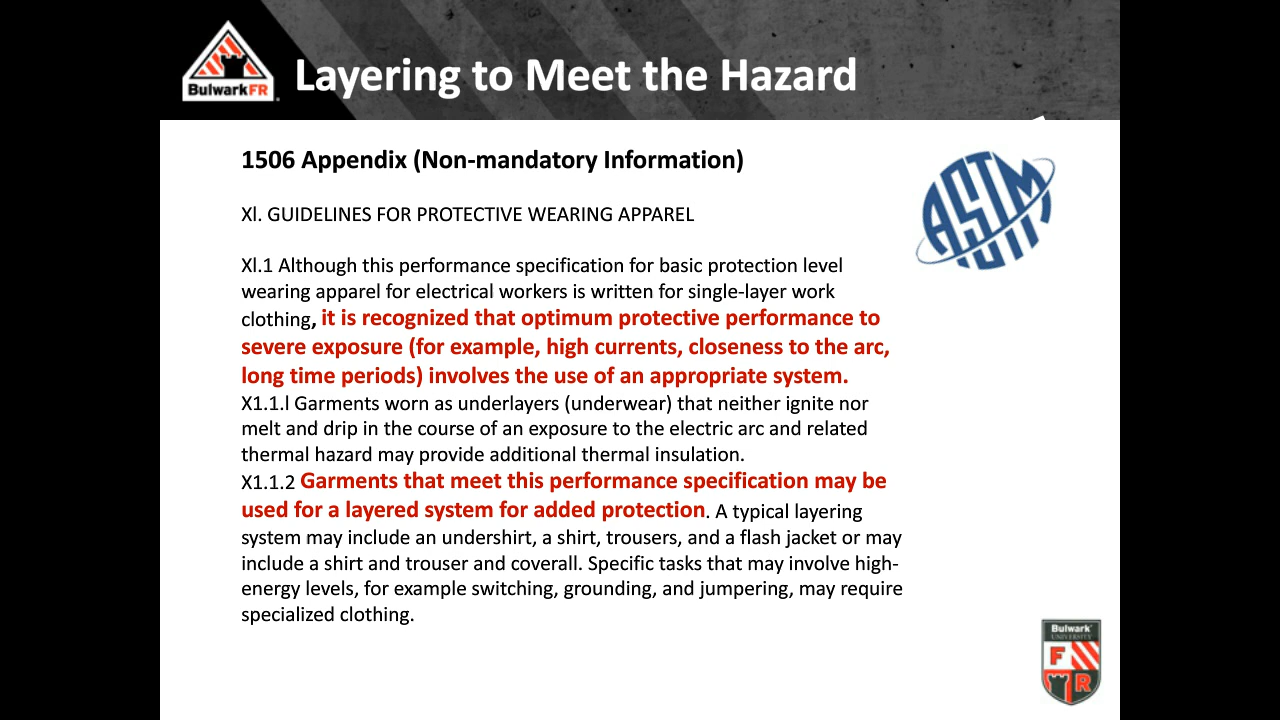 BulwarkFR
Layering to Meet the Hazard
1506 Appendix (Non-mandatory Information)
ASTM
Xl. GUIDELINES FOR PROTECTIVE WEARING APPAREL
Xl.1 Although this performance specification for basic protection level
wearing apparel for electrical workers is written for single-layer work
clothing, it is recognized that optimum protective performance to
severe exposure (for example, high currents, closeness to the arc,
long time periods) involves the use of an appropriate system.
X1.1.l Garments worn as underlayers (underwear) that neither ignite nor
melt and drip in the course of an exposure to the electric arc and related
thermal hazard may provide additional thermal insulation.
X1.1.2 Garments that meet this performance specification may be
used for a layered system for added protection. A typical layering
system may include an undershirt, a shirt, trousers, and a flash jacket or may
include a shirt and trouser and coverall. Specific tasks that may involve high-
energy levels, for example switching, grounding, and jumpering, may require
specialized clothing.
Bulwark
UNIVERSITY
F
R